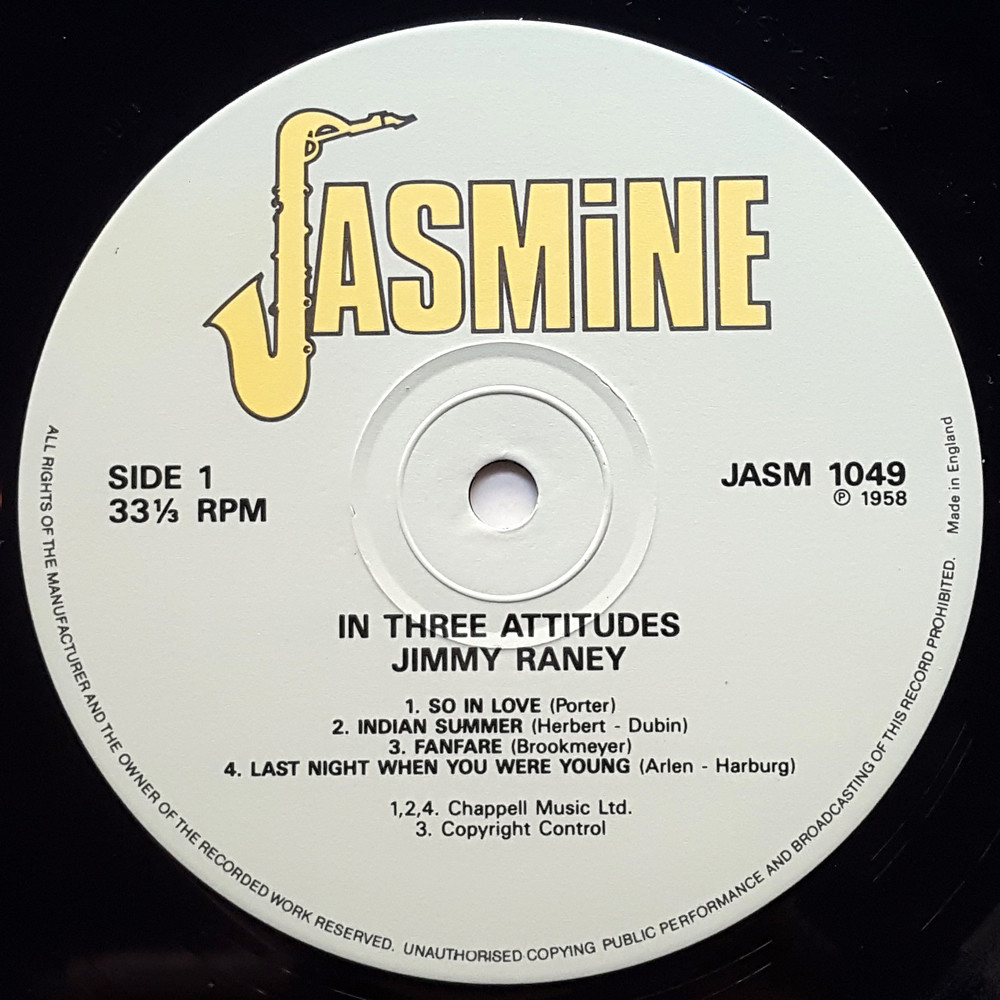 JASMiNE
SIDE 1
33⅓ RPM
JASM 1049
℗ 1958
IN THREE ATTITUDES
JIMMY RANEY
1. SO IN LOVE (Porter)
2. INDIAN SUMMER (Herbert - Dubin)
3. FANFARE (Brookmeyer)
4. LAST NIGHT WHEN YOU WERE YOUNG (Arlen - Harburg)
1,2,4. Chappell Music Ltd.
3. Copyright Control
ALL RIGHTS OF THE MANUFACTURER AND THE OWNER OF THE RECORDED WORK RESERVED. UNAUTHORISED COPYING PUBLIC PERFORMANCE AND BROADCASTING OF THIS RECORD PROHIBITED. Made in England